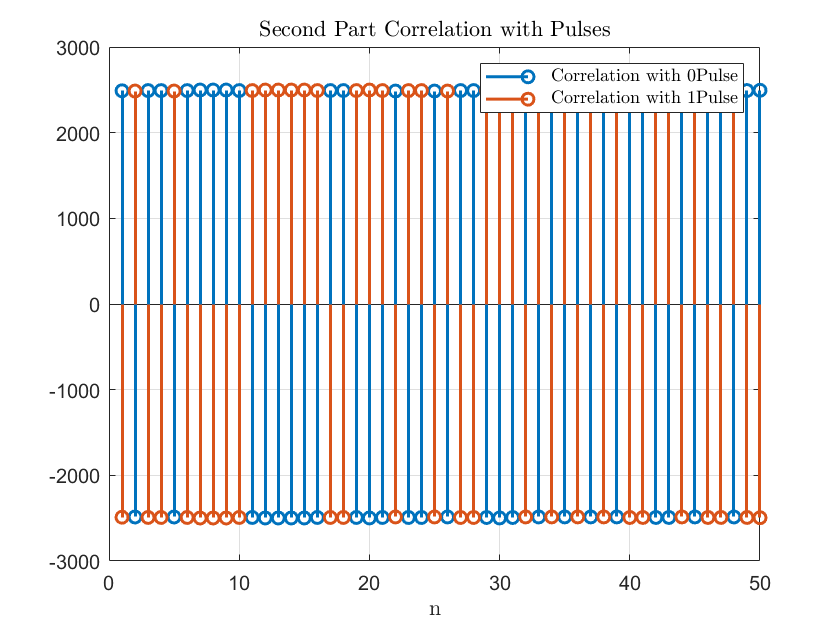 Second Part Correlation with Pulses
3000
Correlation with 0Pulse
Correlation with 1Pulse
2000
1000
0
-1000
-2000
-3000
0 10 20 30 40 50
n